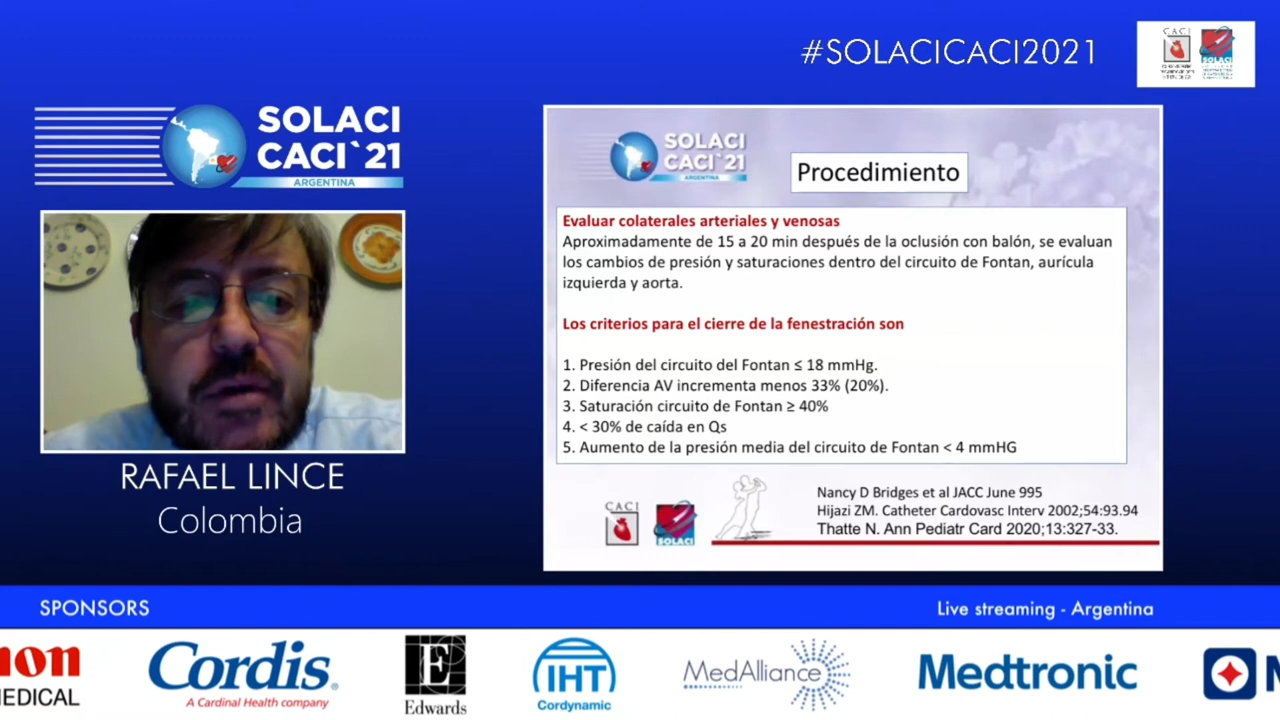 #SOLACICACI2021
CACI
SOLACI
SOLACI
CACI`21
ARGENTINA
RAFAEL LINCE
Colombia
SOLACI
CACI`21
ARGENTINA
Procedimiento
Evaluar colaterales arteriales y venosas
Aproximadamente de 15 a 20 min después de la oclusión con balón, se evaluan
los cambios de presión y saturaciones dentro del circuito de Fontan, aurícula
izquierda y aorta.
Los criterios para el cierre de la fenestración son
1. Presión del circuito del Fontan ≤ 18 mmHg.
2. Diferencia AV incrementa menos 33% (20%).
3. Saturación circuito de Fontan ≥ 40%
4. < 30% de caída en Qs
5. Aumento de la presión media del circuito de Fontan < 4 mmHG
CACI
SOLACI
Nancy D Bridges et al JACC June 995
Hijazi ZM. Catheter Cardovasc Interv 2002;54:93.94
Thatte N. Ann Pediatr Card 2020;13:327-33.
SPONSORS
Live streaming - Argentina
non
MEDICAL
Cordis.
A Cardinal Health company
E
Edwards
IHT
Cordynamic
MedAlliance
Medtronic